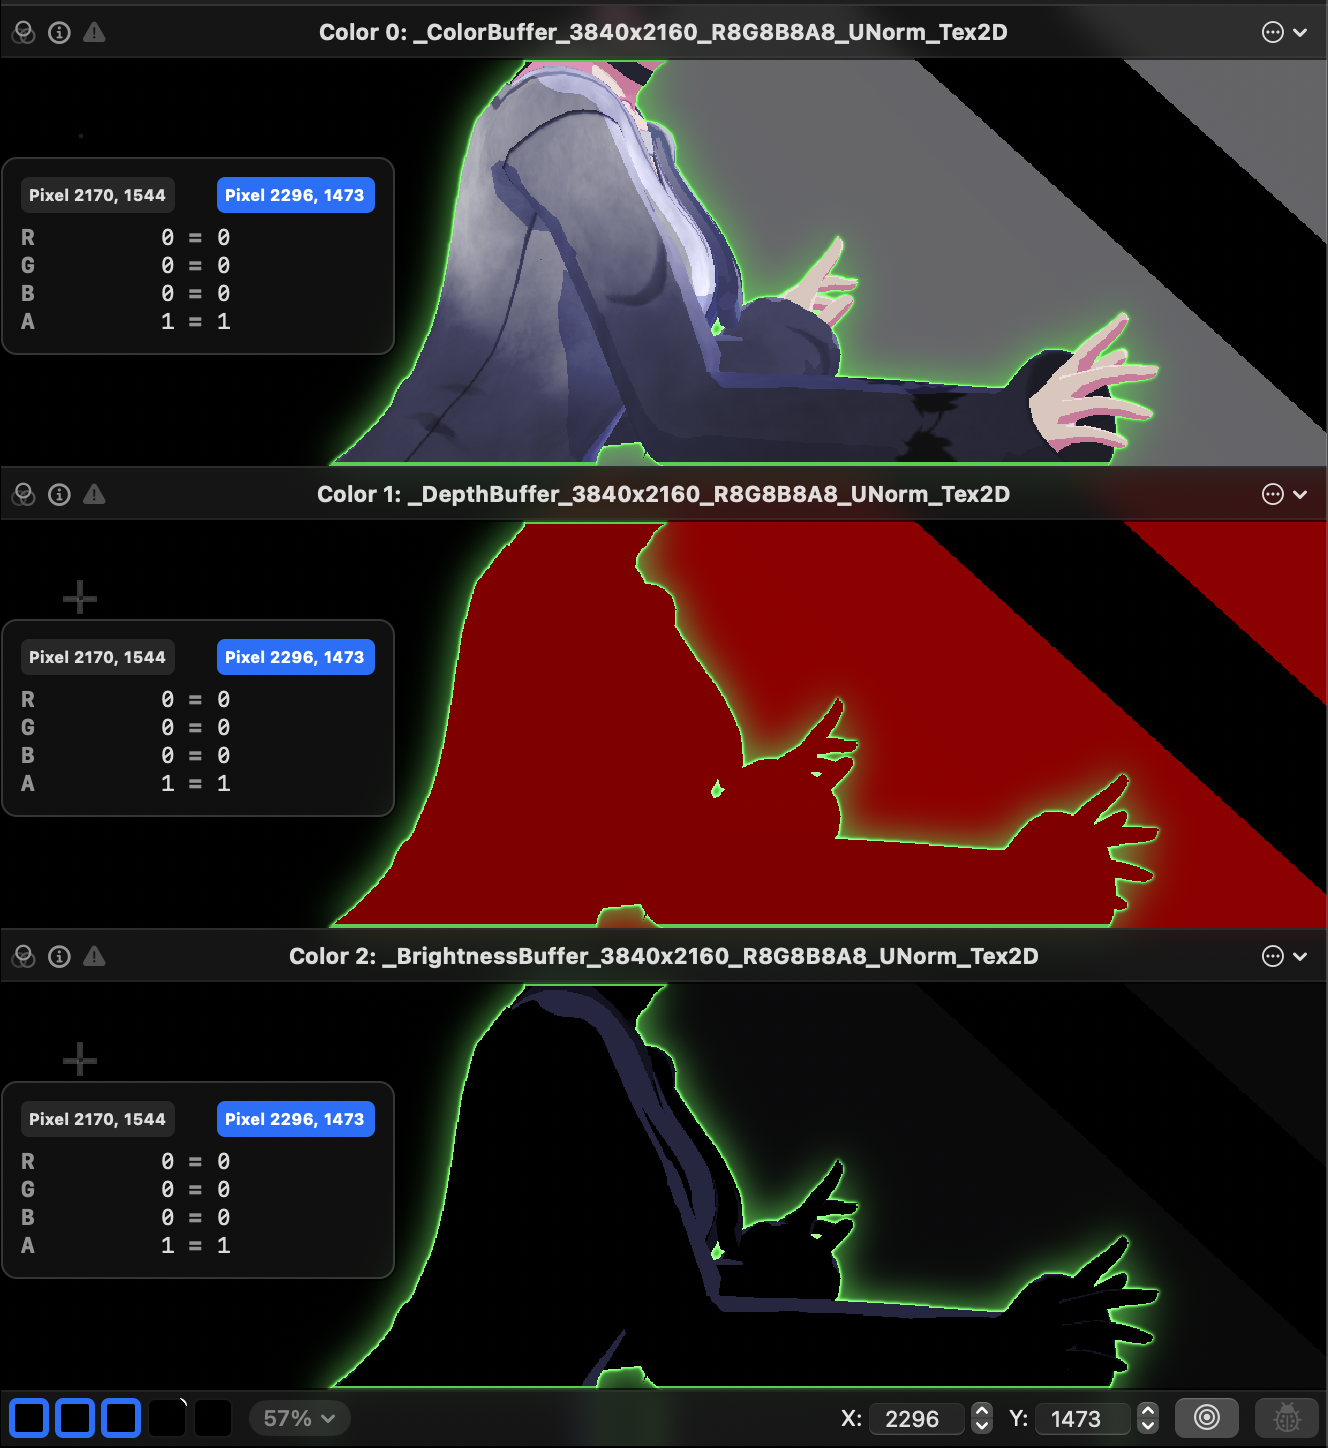 Color 0: _ColorBuffer_3840x2160_R8G8B8A8_UNorm_Tex2D
Pixel 2170, 1544 Pixel 2296, 1473
R 0 = 0
G 0 = 0
B 0 = 0
A 1 = 1
Color 1: _DepthBuffer_3840x2160_R8G8B8A8_UNorm_Tex2D
Pixel 2170, 1544 Pixel 2296, 1473
R 0 = 0
G 0 = 0
B 0 = 0
A 1 = 1
Color 2: _BrightnessBuffer_3840x2160_R8G8B8A8_UNorm_Tex2D
Pixel 2170, 1544 Pixel 2296, 1473
R 0 = 0
G 0 = 0
B 0 = 0
A 1 = 1
57% X: 2296 Y: 1473